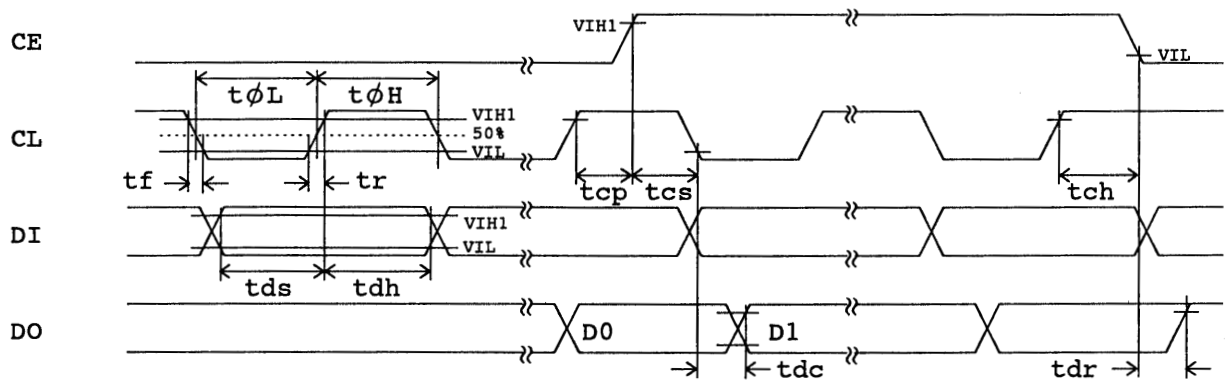 CE
VIH1
VIL
tφL
tφH
CL
VIH1
50%
VIL
tf
tr
tcp
tcs
tch
DI
VIH1
VIL
tds
tdh
DO
D0
D1
tdc
tdr